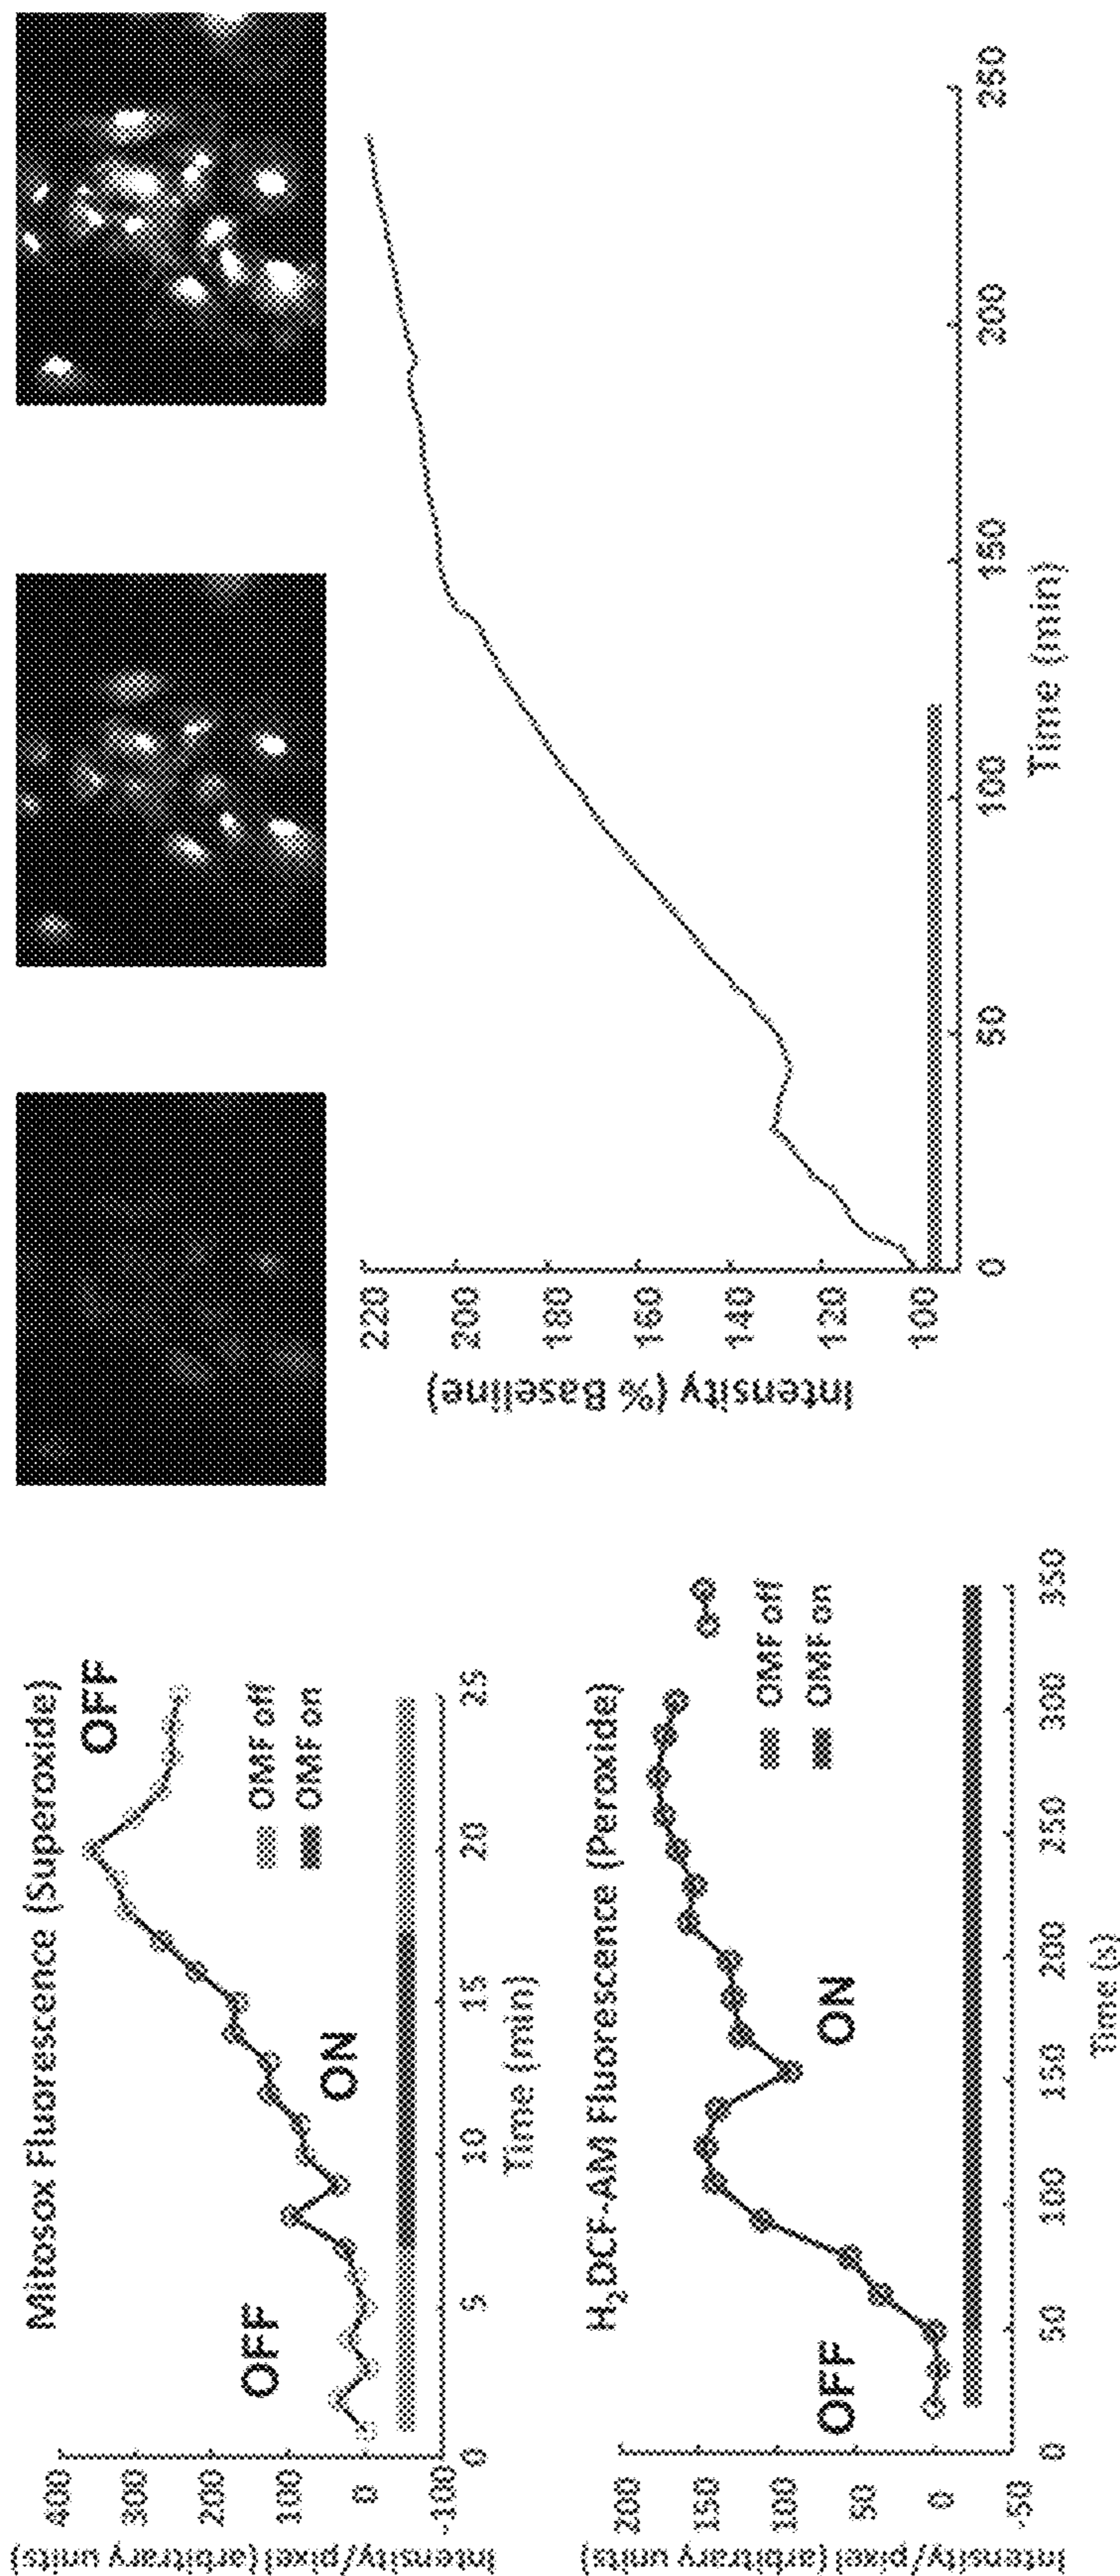 Mitosox Fluorescence (Superoxide)
Intensity/pixel (arbitrary units)
400
300
200
100
0
-100
OFF
ON
OFF
OMF off
OMF on
0
5
10
15
20
25
Time (min)
H₂DCF-AM Fluorescence (Peroxide)
Intensity/pixel (arbitrary units)
200
150
100
50
0
-50
OFF
ON
OMF off
OMF on
0
50
100
150
200
250
300
350
Time (s)
Intensity (% Baseline)
220
200
180
160
140
120
100
0
50
100
150
200
250
Time (min)